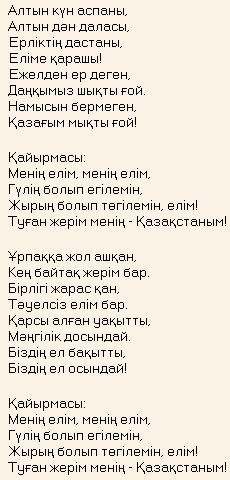 Алтын күн аспаны,
Алтын дән даласы,
Ерліктің дастаны,
Еліме қарашы!
Ежелден ер деген,
Даңқымыз шықты ғой.
Намысын бермеген,
Қазағым мықты ғой!
Қайырмасы:
Менің елім, менің елім,
Гүлің болып егілемін,
Жырың болып төгілемін, елім!
Туған жерім менің - Қазақстаным!
Ұрпаққа жол ашқан,
Кең байтақ жерім бар.
Бірлігі жарас қан,
Тәуелсіз елім бар.
Қарсы алған уақытты,
Мәңгілік досындай.
Біздің ел бақытты,
Біздің ел осындай!
Қайырмасы:
Менің елім, менің елім,
Гүлің болып егілемін,
Жырың болып төгілемін, елім!
Туған жерім менің - Қазақстаным!